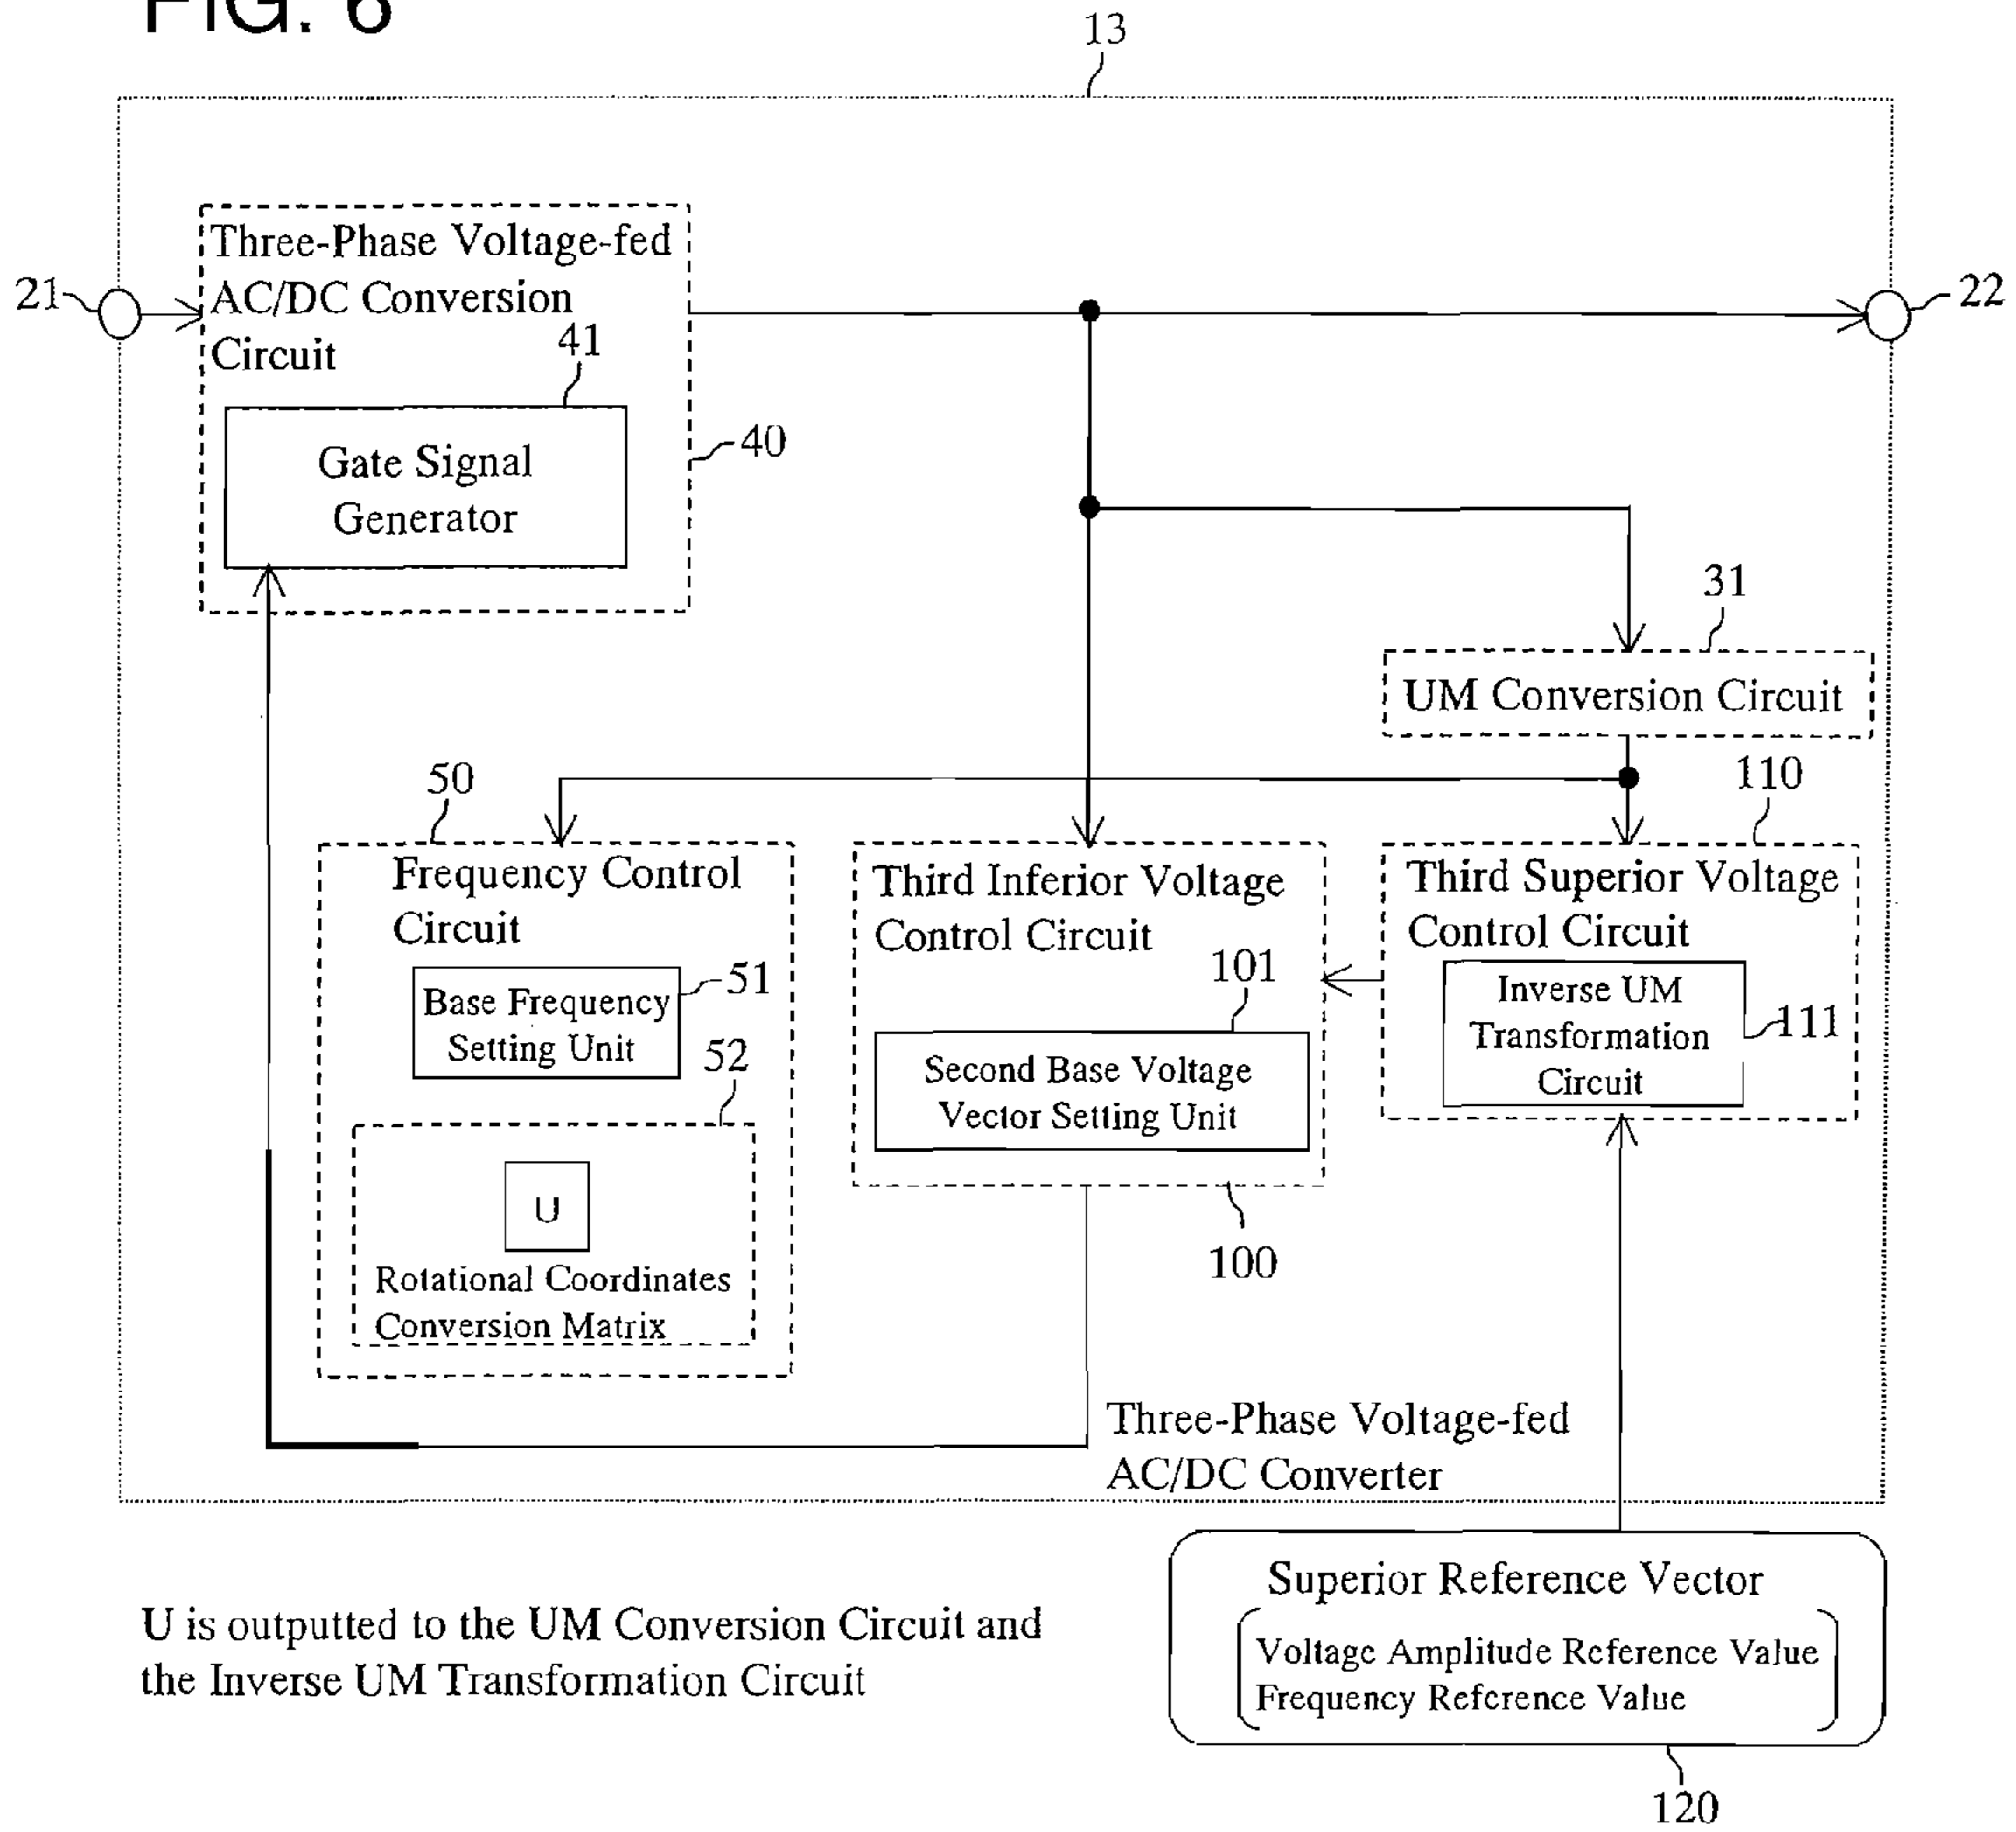 FIG. 6
13
Three-Phase Voltage-fed
AC/DC Conversion
Circuit
21
22
41
Gate Signal
Generator
40
31
UM Conversion Circuit
50
110
Frequency Control
Circuit
Base Frequency
Setting Unit
51
52
U
Rotational Coordinates
Conversion Matrix
Third Inferior Voltage
Control Circuit
101
Second Base Voltage
Vector Setting Unit
100
Third Superior Voltage
Control Circuit
Inverse UM
Transformation
Circuit
111
Three-Phase Voltage-fed
AC/DC Converter
U is outputted to the UM Conversion Circuit and
the Inverse UM Transformation Circuit
Superior Reference Vector
Voltage Amplitude Reference Value
Frequency Reference Value
120